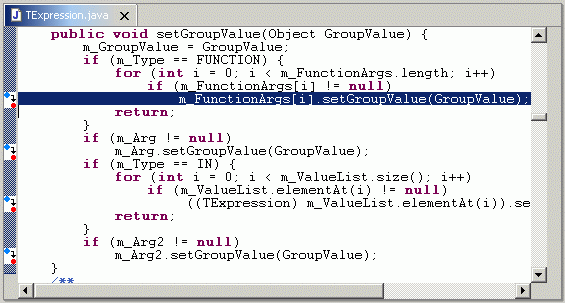 TExpression.java
public void setGroupValue(Object GroupValue) {
m_GroupValue = GroupValue;
if (m_Type == FUNCTION) {
for (int i = 0; i < m_FunctionArgs.length; i++)
if (m_FunctionArgs[i] != null)
m_FunctionArgs[i].setGroupValue(GroupValue);
return;
}
if (m_Arg != null)
m_Arg.setGroupValue(GroupValue);
if (m_Type == IN) {
for (int i = 0; i < m_ValueList.size(); i++)
if (m_ValueList.elementAt(i) != null)
((TExpression) m_ValueList.elementAt(i)).se
return;
}
if (m_Arg2 != null)
m_Arg2.setGroupValue(GroupValue);
}
/**